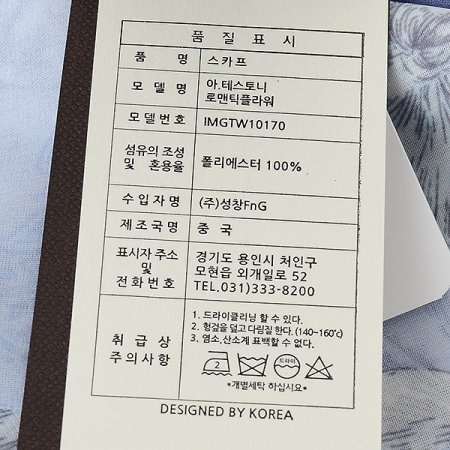 품 질 표 시
품 명 스카프
모 델 명 아.테스토니
로맨틱플라워
모델번호 IMGTW10170
섬유의 조성
및 혼용율 폴리에스터 100%
수입자명 (주)성창FnG
제조국명 중 국
표시자 주소
및
전화번호
경기도 용인시 처인구
모현읍 외개일로 52
TEL.031)333-8200
취 급 상
주의사항
1. 드라이클리닝 할 수 있다.
2. 헝겊을 덮고 다림질 한다. (140~160℃)
3. 염소,산소계 표백할 수 없다.
2 드라이
*개별세탁 하십시요*
DESIGNED BY KOREA